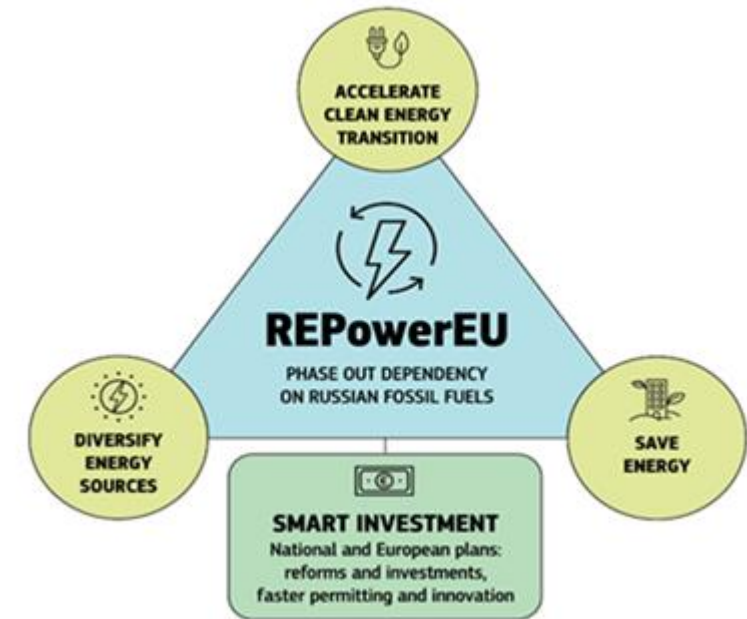 ACCELERATE
CLEAN ENERGY
TRANSITION
REPowerEU
PHASE OUT DEPENDENCY
ON RUSSIAN FOSSIL FUELS
DIVERSIFY
ENERGY
SOURCES
SAVE
ENERGY
SMART INVESTMENT
National and European plans:
reforms and investments,
faster permitting and innovation